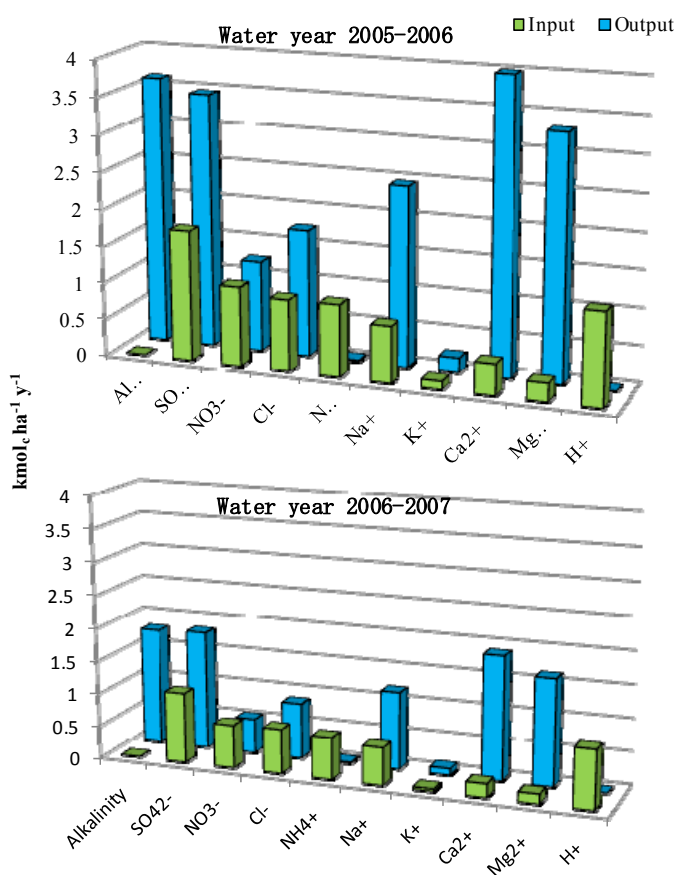 Water year 2005-2006
Input Output
4
3.5
3
2.5
2
1.5
1
0.5
0
Al..
SO..
NO3-
Cl-
N..
Na+
K+
Ca2+
Mg..
H+
kmolc ha-1 y-1
Water year 2006-2007
4
3.5
3
2.5
2
1.5
1
0.5
0
Alkalinity
SO42-
NO3-
Cl-
NH4+
Na+
K+
Ca2+
Mg2+
H+